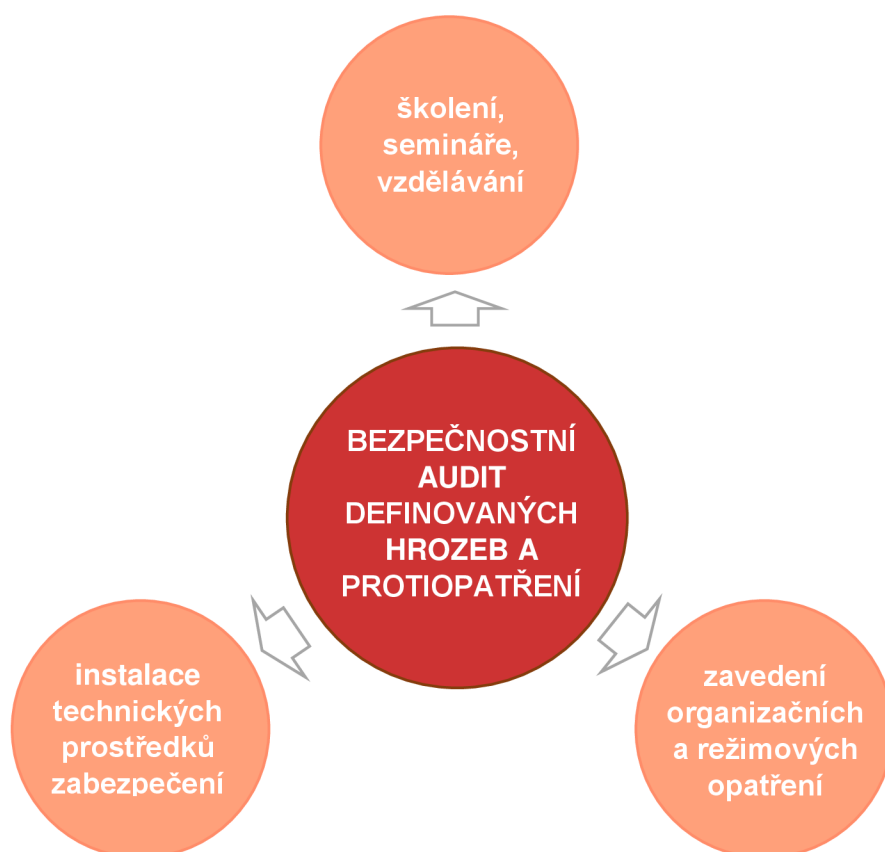 školení,
semináře,
vzdělávání
BEZPEČNOSTNÍ
AUDIT
DEFINOVANÝCH
HROZEB A
PROTIOPATŘENÍ
instalace
technických
prostředků
zabezpečení
zavedení
organizačních
a režimových
opatření